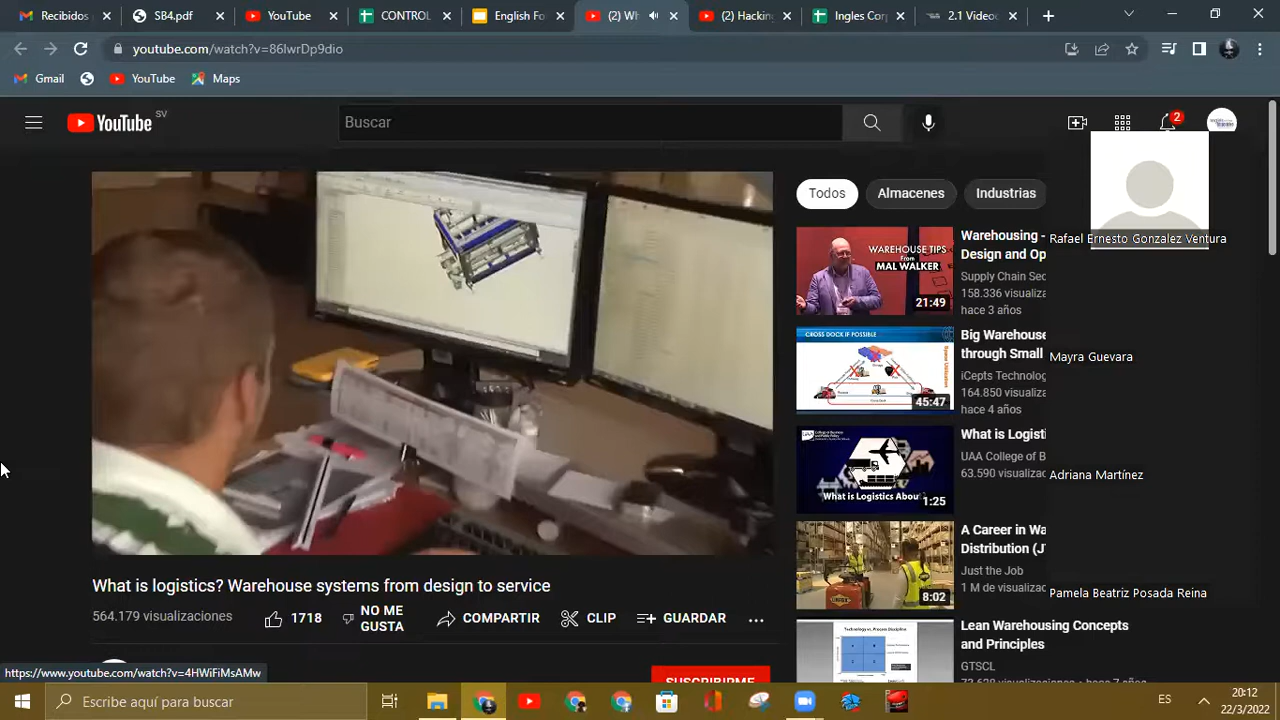 Recibidos
SB4.pdf
YouTube
CONTROL
English Fo
(2) Wh
(2) Hacking
Ingles Cor
2.1 Video
youtube.com/watch?v=86lwrDp9dio
Gmail
YouTube
Maps
YouTube SV
Buscar
2
Todos
Almacenes
Industrias
Rafael Ernesto Gonzalez Ventura
WAREHOUSE TIPS
From
MAL WALKER
21:49
Warehousing -
Design and Op
Supply Chain Sec
158.336 visualiza
hace 3 años
CROSS DOCK IF POSSIBLE
45:47
Big Warehouse
through Small
iCepts Technolog
164.850 visualiza
hace 4 años
Mayra Guevara
What is Logistics About
1:25
What is Logisti
UAA College of B
63.590 visualizac
Adriana Martínez
8:02
A Career in Wa
Distribution (J
Just the Job
1 M de visualizac
Pamela Beatriz Posada Reina
Lean Warehousing Concepts
and Principles
GTSCL
What is logistics? Warehouse systems from design to service
564.179 visualizaciones
1718
NO ME
GUSTA
COMPARTIR
CLIP
GUARDAR
SUSCRIBIRME
Escribe aquí para buscar
ES
20:12
22/3/2022